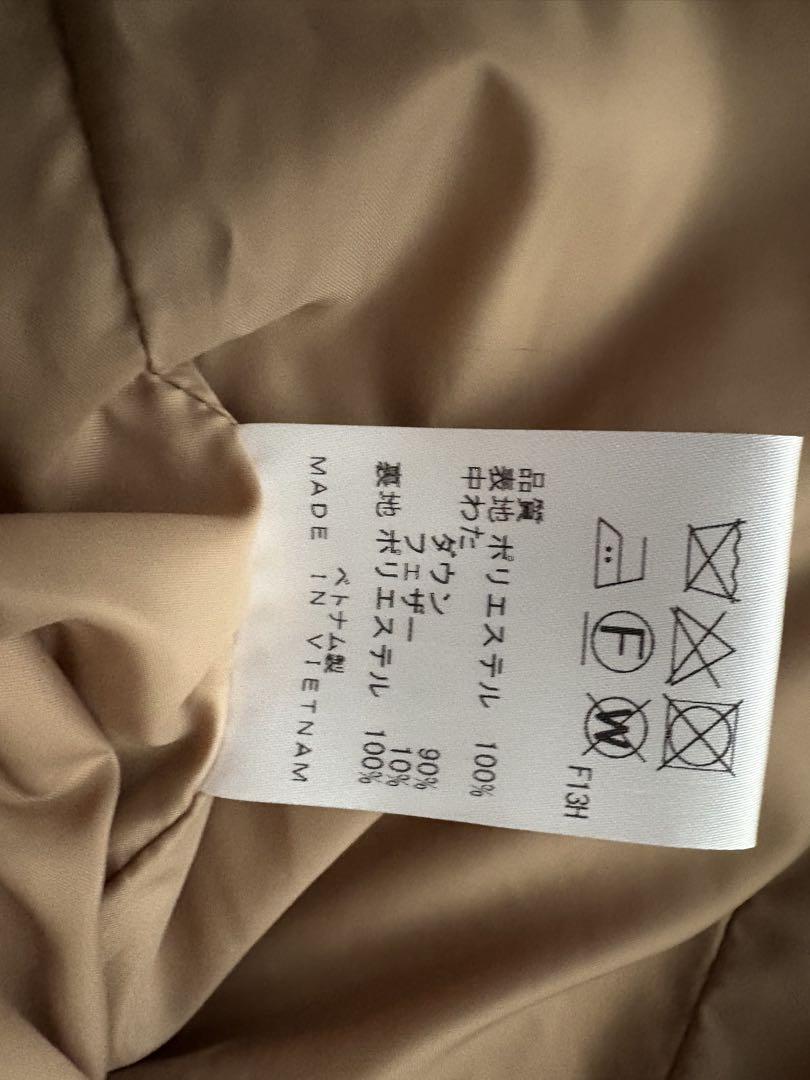 F
W
F13H
品質
表地 ポリエステル 100%
中わた
ダウン 90%
フェザー 10%
裏地 ポリエステル 100%
ベトナム製
MADE IN VIETNAM